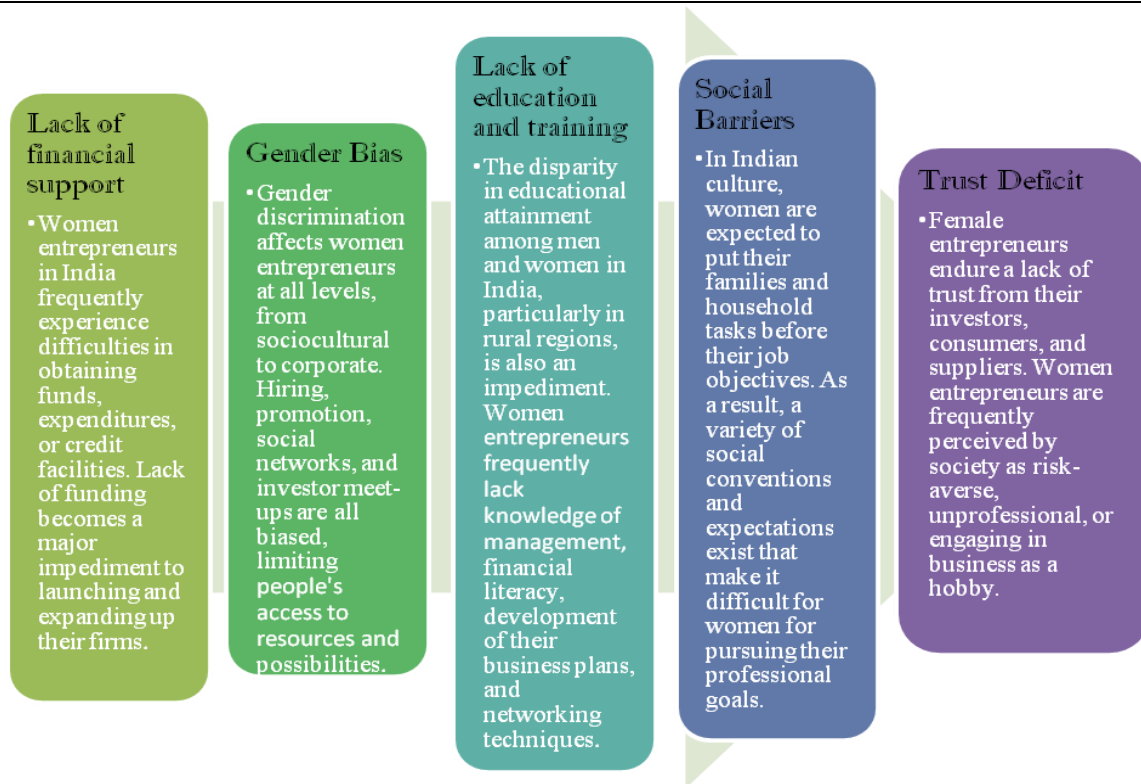 Lack of
financial
support
•Women
entrepreneurs
in India
frequently
experience
difficulties in
obtaining
funds,
expenditures,
or credit
facilities. Lack
of funding
becomes a
major
impediment to
launching and
expanding up
their firms.
Gender Bias
•Gender
discrimination
affects women
entrepreneurs
at all levels,
from
sociocultural
to corporate.
Hiring,
promotion,
social
networks, and
investor meet-
ups are all
biased,
limiting
people's
access to
resources and
possibilities.
Lack of
education
and training
•The disparity
in educational
attainment
among men
and women in
India,
particularly in
rural regions,
is also an
impediment.
Women
entrepreneurs
frequently
lack
knowledge of
management,
financial
literacy,
development
of their
business plans,
and
networking
techniques.
Social
Barriers
•In Indian
culture,
women are
expected to
put their
families and
household
tasks before
their job
objectives. As
a result, a
variety of
social
conventions
and
expectations
exist that
make it
difficult for
women for
pursuing their
professional
goals.
Trust Deficit
•Female
entrepreneurs
endure a lack of
trust from their
investors,
consumers, and
suppliers. Women
entrepreneurs are
frequently
perceived by
society as risk-
averse,
unprofessional, or
engaging in
business as a
hobby.